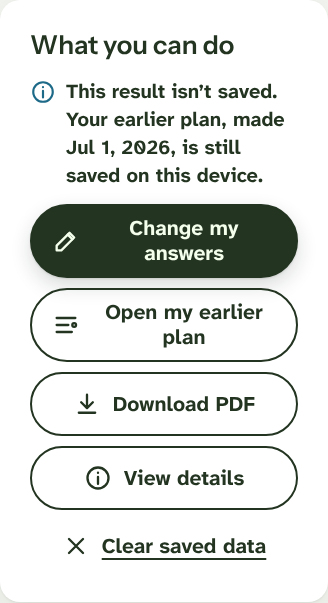 What you can do
This result isn’t saved.
Your earlier plan, made
Jul 1, 2026, is still
saved on this device.
Change my
answers
Open my earlier
plan
Download PDF
View details
Clear saved data